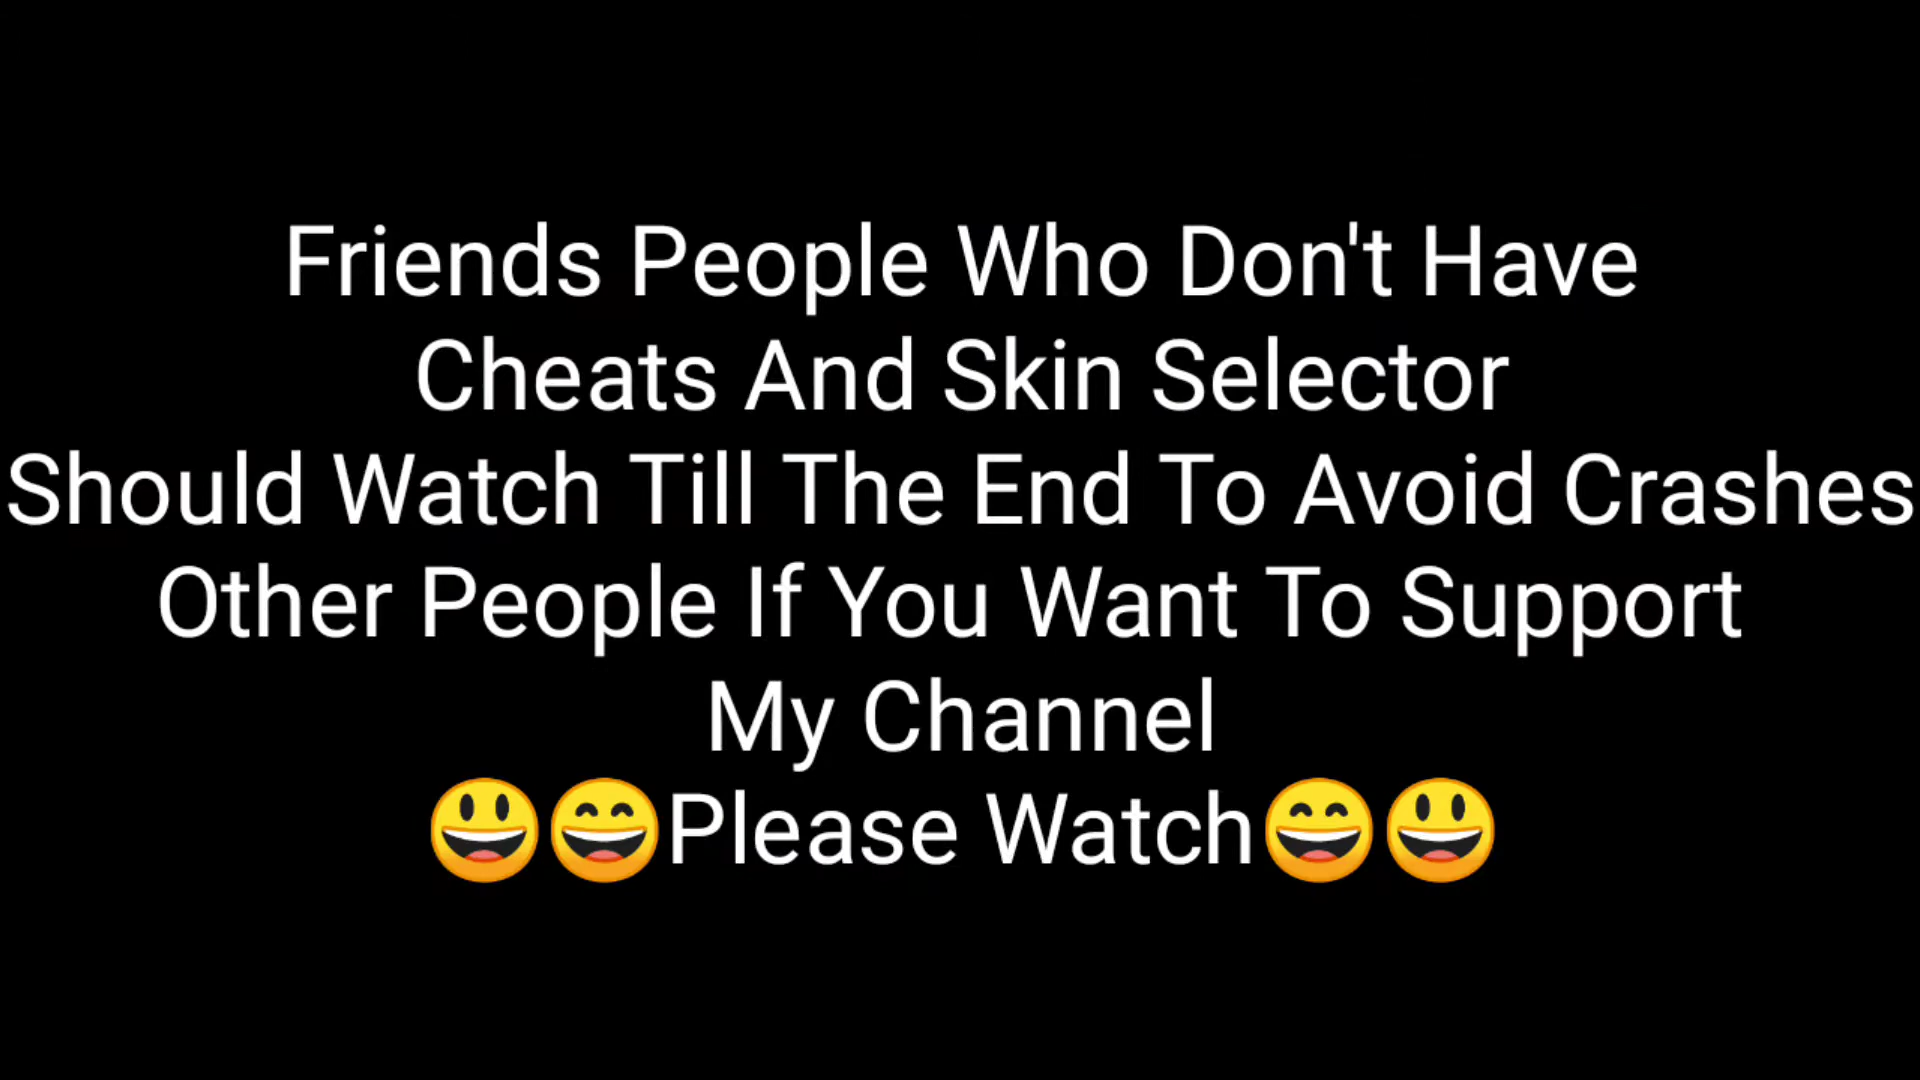 Friends People Who Don't Have
Cheats And Skin Selector
Should Watch Till The End To Avoid Crashes
Other People If You Want To Support
My Channel
😃😄Please Watch😄😃